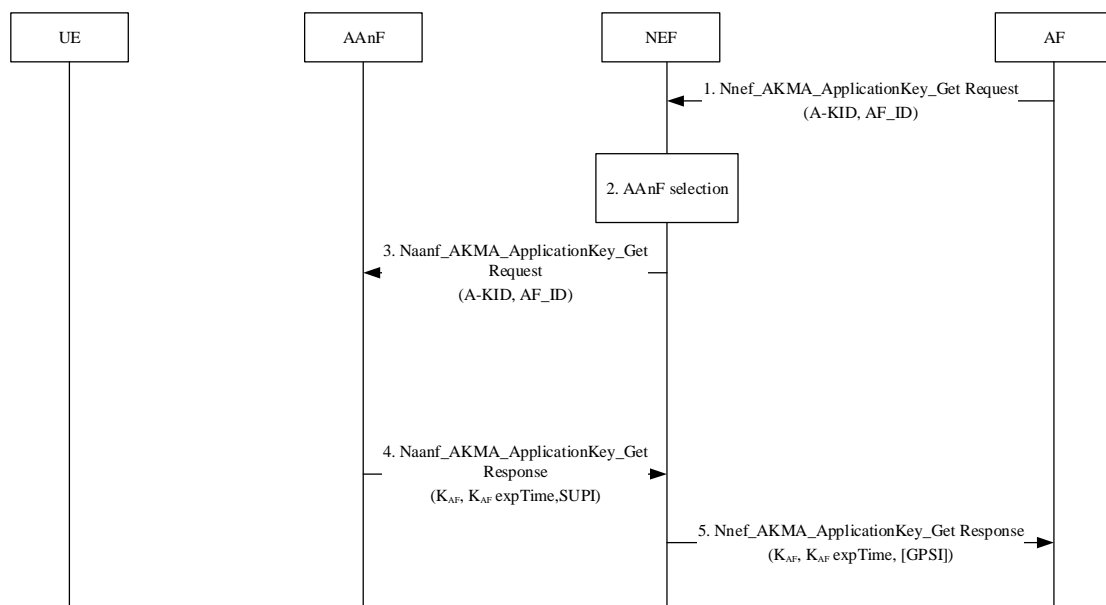 UE
AAnF
NEF
AF
1. Nnef_AKMA_ApplicationKey_Get Request
(A-KID, AF_ID)
2. AAnF selection
3. Naanf_AKMA_ApplicationKey_Get
Request
(A-KID, AF_ID)
4. Naanf_AKMA_ApplicationKey_Get
Response
(KAF, KAF expTime,SUPI)
5. Nnef_AKMA_ApplicationKey_Get Response
(KAF, KAF expTime, [GPSI])